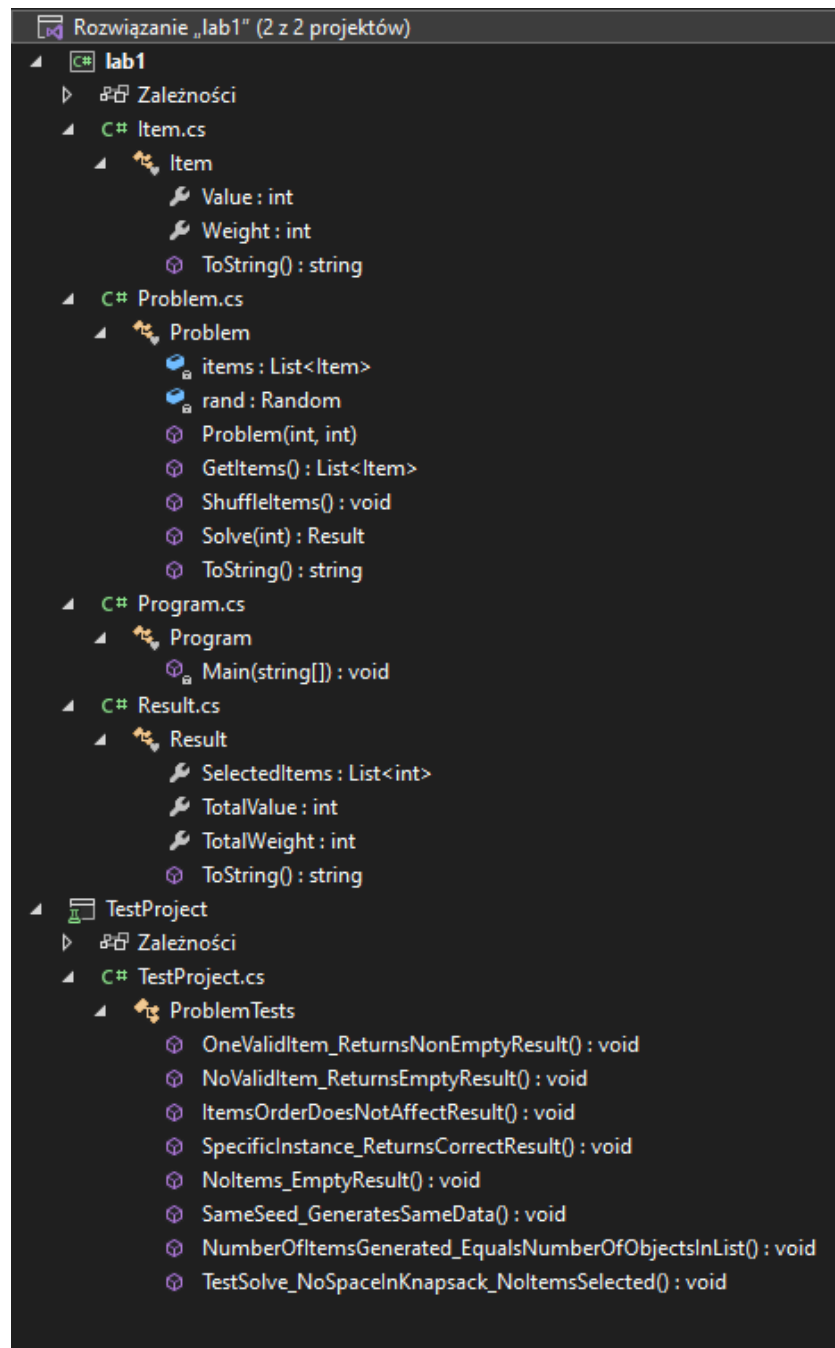 Rozwiązanie „lab1” (2 z 2 projektów)
C# lab1
Zależności
C# Item.cs
Item
Value : int
Weight : int
ToString() : string
C# Problem.cs
Problem
items : List<Item>
rand : Random
Problem(int, int)
GetItems() : List<Item>
ShuffleItems() : void
Solve(int) : Result
ToString() : string
C# Program.cs
Program
Main(string[]) : void
C# Result.cs
Result
SelectedItems : List<int>
TotalValue : int
TotalWeight : int
ToString() : string
TestProject
Zależności
C# TestProject.cs
ProblemTests
OneValidItem_ReturnsNonEmptyResult() : void
NoValidItem_ReturnsEmptyResult() : void
ItemsOrderDoesNotAffectResult() : void
SpecificInstance_ReturnsCorrectResult() : void
NoItems_EmptyResult() : void
SameSeed_GeneratesSameData() : void
NumberOfItemsGenerated_EqualsNumberOfObjectsInList() : void
TestSolve_NoSpaceInKnapsack_NoItemsSelected() : void